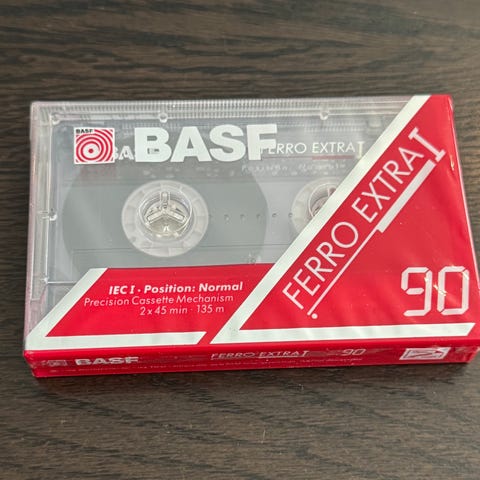 BASF
BASF
FERRO EXTRA I
FERRO EXTRA I
90
IEC I · Position: Normal
Precision Cassette Mechanism
2 x 45 min · 135 m
BASF FERRO EXTRA I 90